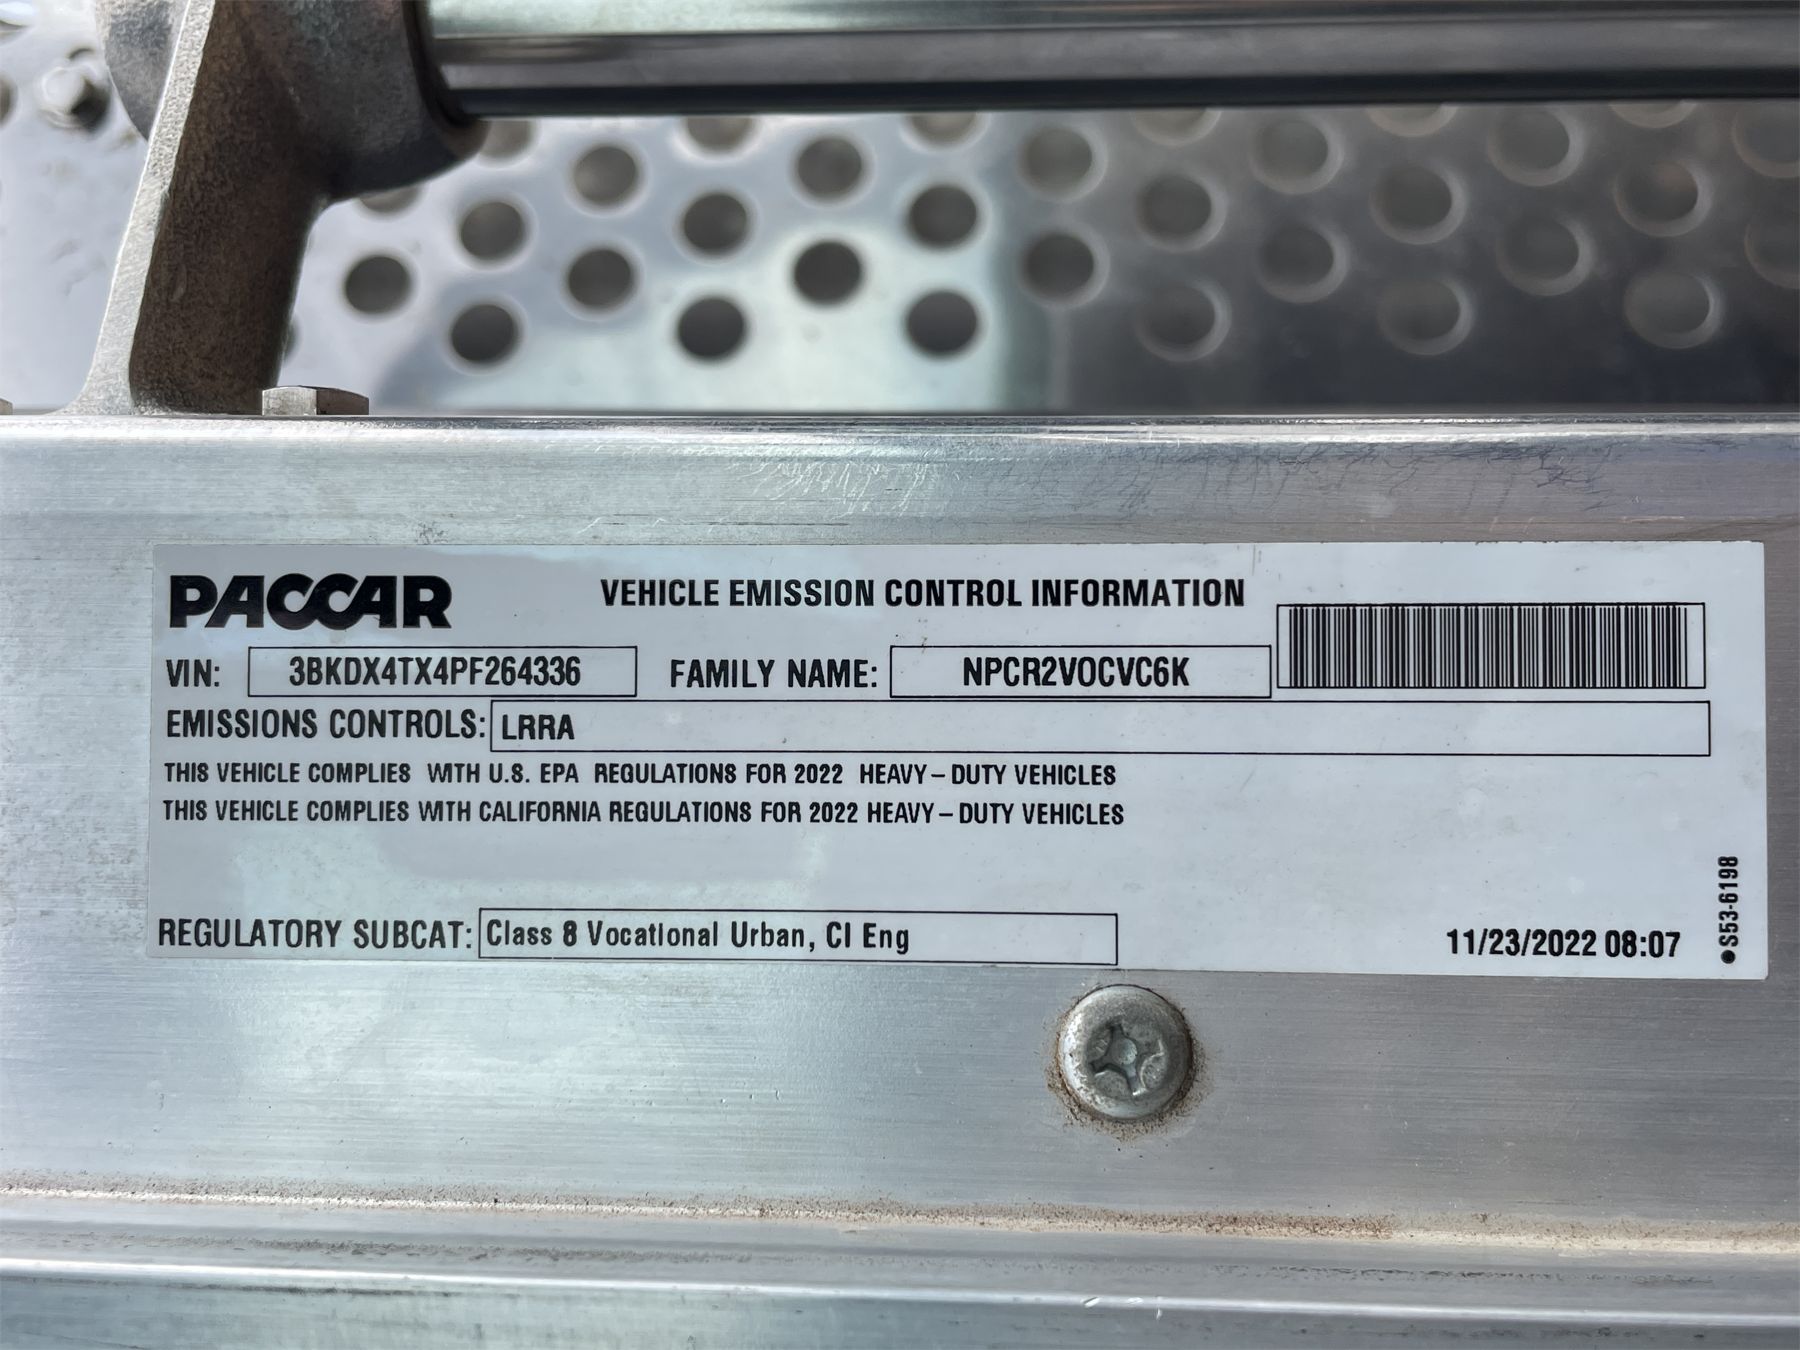 PACCAR VEHICLE EMISSION CONTROL INFORMATION
VIN: 3BKDX4TX4PF264336 FAMILY NAME: NPCR2VOCVC6K
EMISSIONS CONTROLS: LRRA
THIS VEHICLE COMPLIES WITH U.S. EPA REGULATIONS FOR 2022 HEAVY-DUTY VEHICLES
THIS VEHICLE COMPLIES WITH CALIFORNIA REGULATIONS FOR 2022 HEAVY-DUTY VEHICLES
REGULATORY SUBCAT: Class 8 Vocational Urban, CI Eng
11/23/2022 08:07
●S53-6198